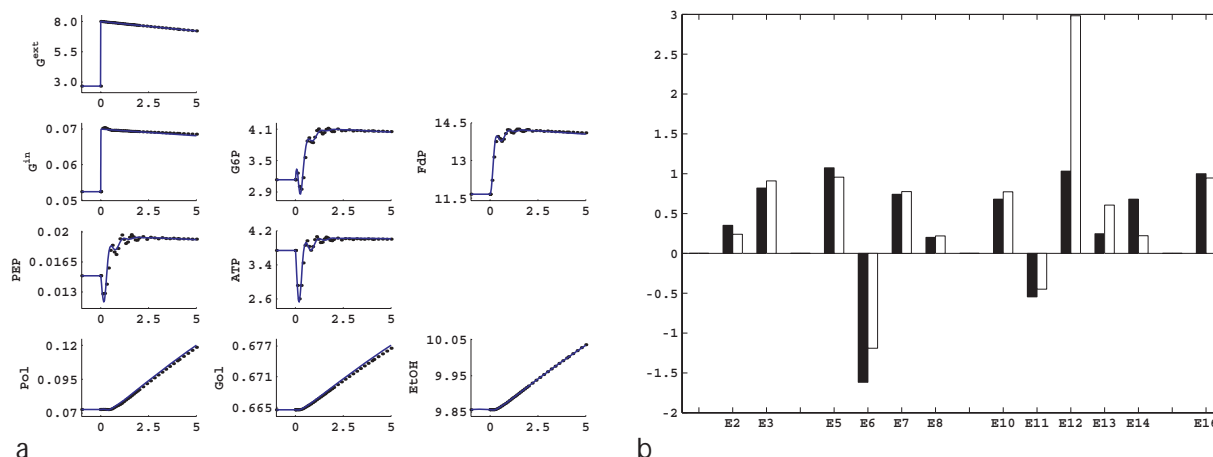 8.0
5.5
3.0
G^ext
0 2.5 5
0.07
0.06
0.05
G^in
0 2.5 5
4.1
3.5
2.9
G6P
0 2.5 5
14.5
13
11.5
FdP
0 2.5 5
0.02
0.0165
0.013
PEP
0 2.5 5
4.2
3.4
2.6
ATP
0 2.5 5
0.12
0.095
0.07
Pol
0 2.5 5
0.677
0.671
0.665
Gol
0 2.5 5
10.05
9.95
9.85
EtOH
0 2.5 5
a
3
2.5
2
1.5
1
0.5
0
-0.5
-1
-1.5
-2
E2 E3 E5 E6 E7 E8 E10 E11 E12 E13 E14 E16
b